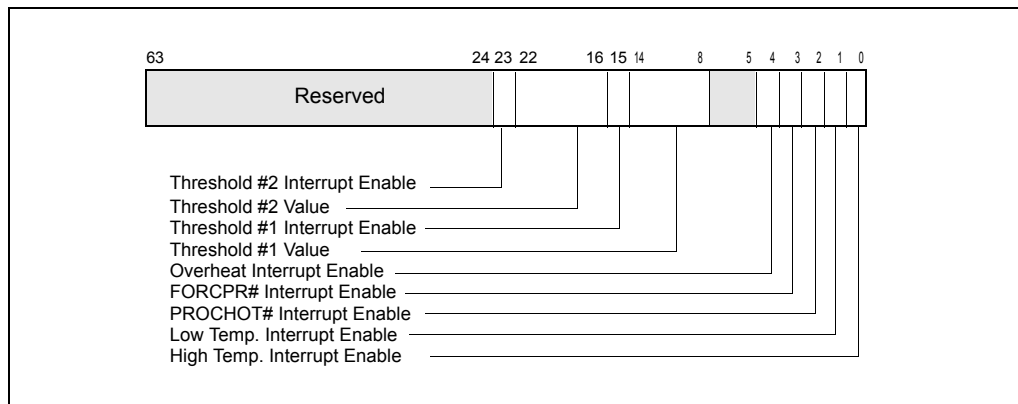 63 24 23 22 16 15 14 8 5 4 3 2 1 0
Reserved
Threshold #2 Interrupt Enable
Threshold #2 Value
Threshold #1 Interrupt Enable
Threshold #1 Value
Overheat Interrupt Enable
FORCPR# Interrupt Enable
PROCHOT# Interrupt Enable
Low Temp. Interrupt Enable
High Temp. Interrupt Enable